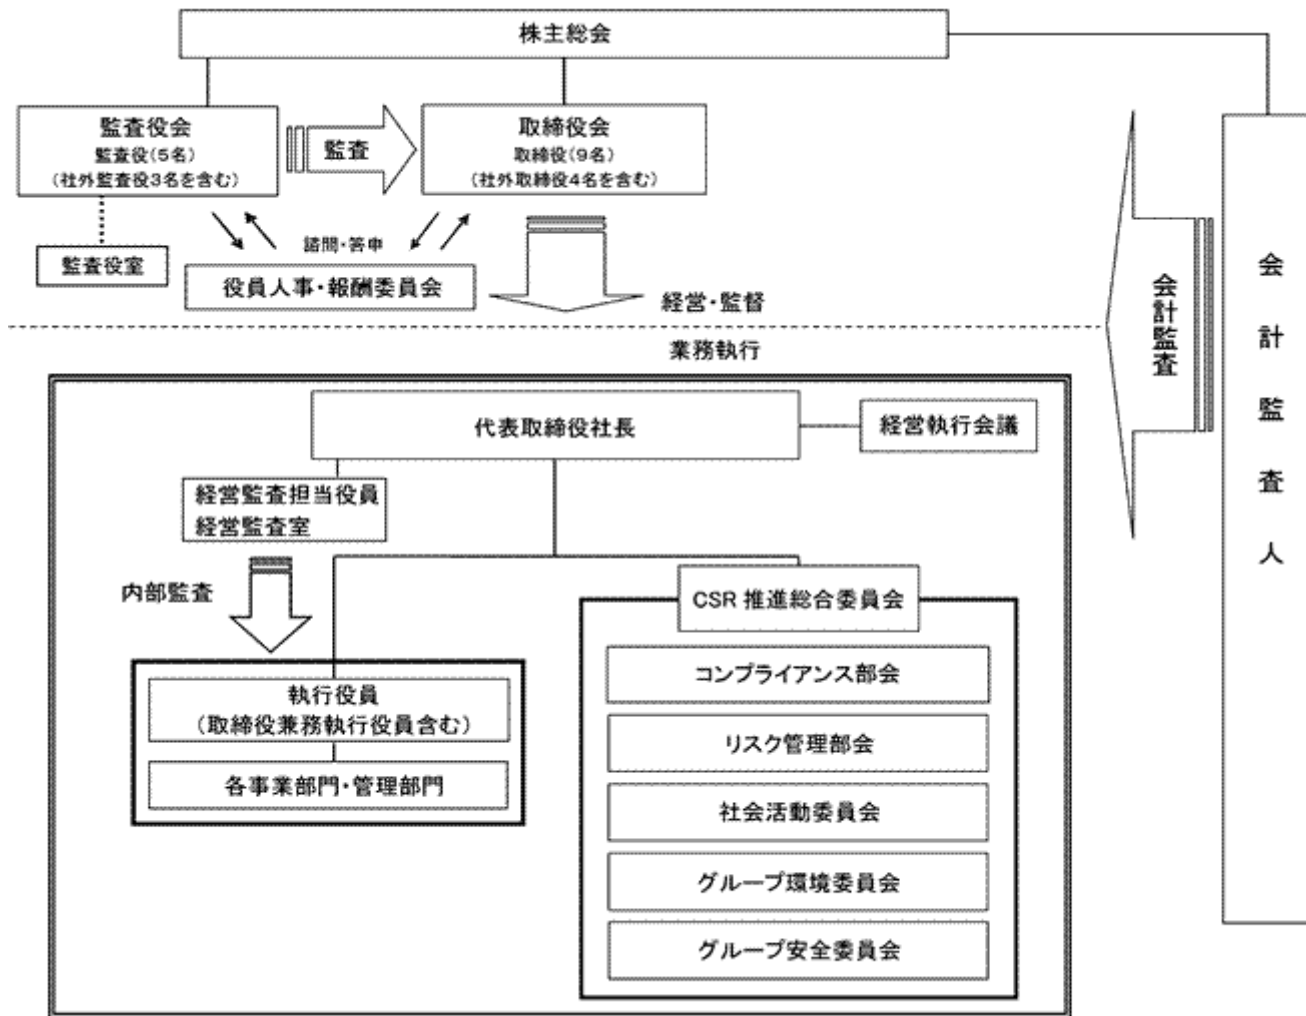 株主総会
監査役会
監査役(5名)
(社外監査役3名を含む)
監査
取締役会
取締役(9名)
(社外取締役4名を含む)
監査役室
諮問・答申
役員人事・報酬委員会
経営・監督
業務執行
会計監査
会計監査人
代表取締役社長
経営執行会議
経営監査担当役員
経営監査室
内部監査
執行役員
(取締役兼務執行役員含む)
各事業部門・管理部門
CSR 推進総合委員会
コンプライアンス部会
リスク管理部会
社会活動委員会
グループ環境委員会
グループ安全委員会